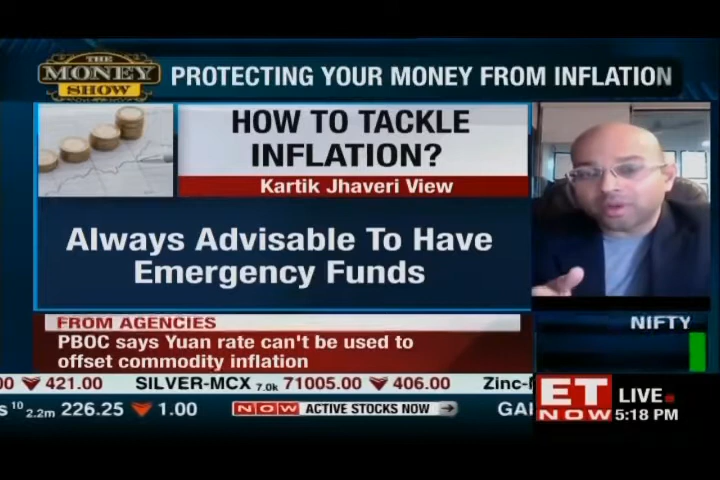 THE
MONEY
SHOW
PROTECTING YOUR MONEY FROM INFLATION
HOW TO TACKLE
INFLATION?
Kartik Jhaveri View
Always Advisable To Have
Emergency Funds
FROM AGENCIES
PBOC says Yuan rate can't be used to
offset commodity inflation
NIFTY
00 421.00 SILVER-MCX 7.0k 71005.00 406.00 Zinc-
s 10 2.2m 226.25 1.00 NOW ACTIVE STOCKS NOW GAI
ET
NOW
LIVE
5:18 PM